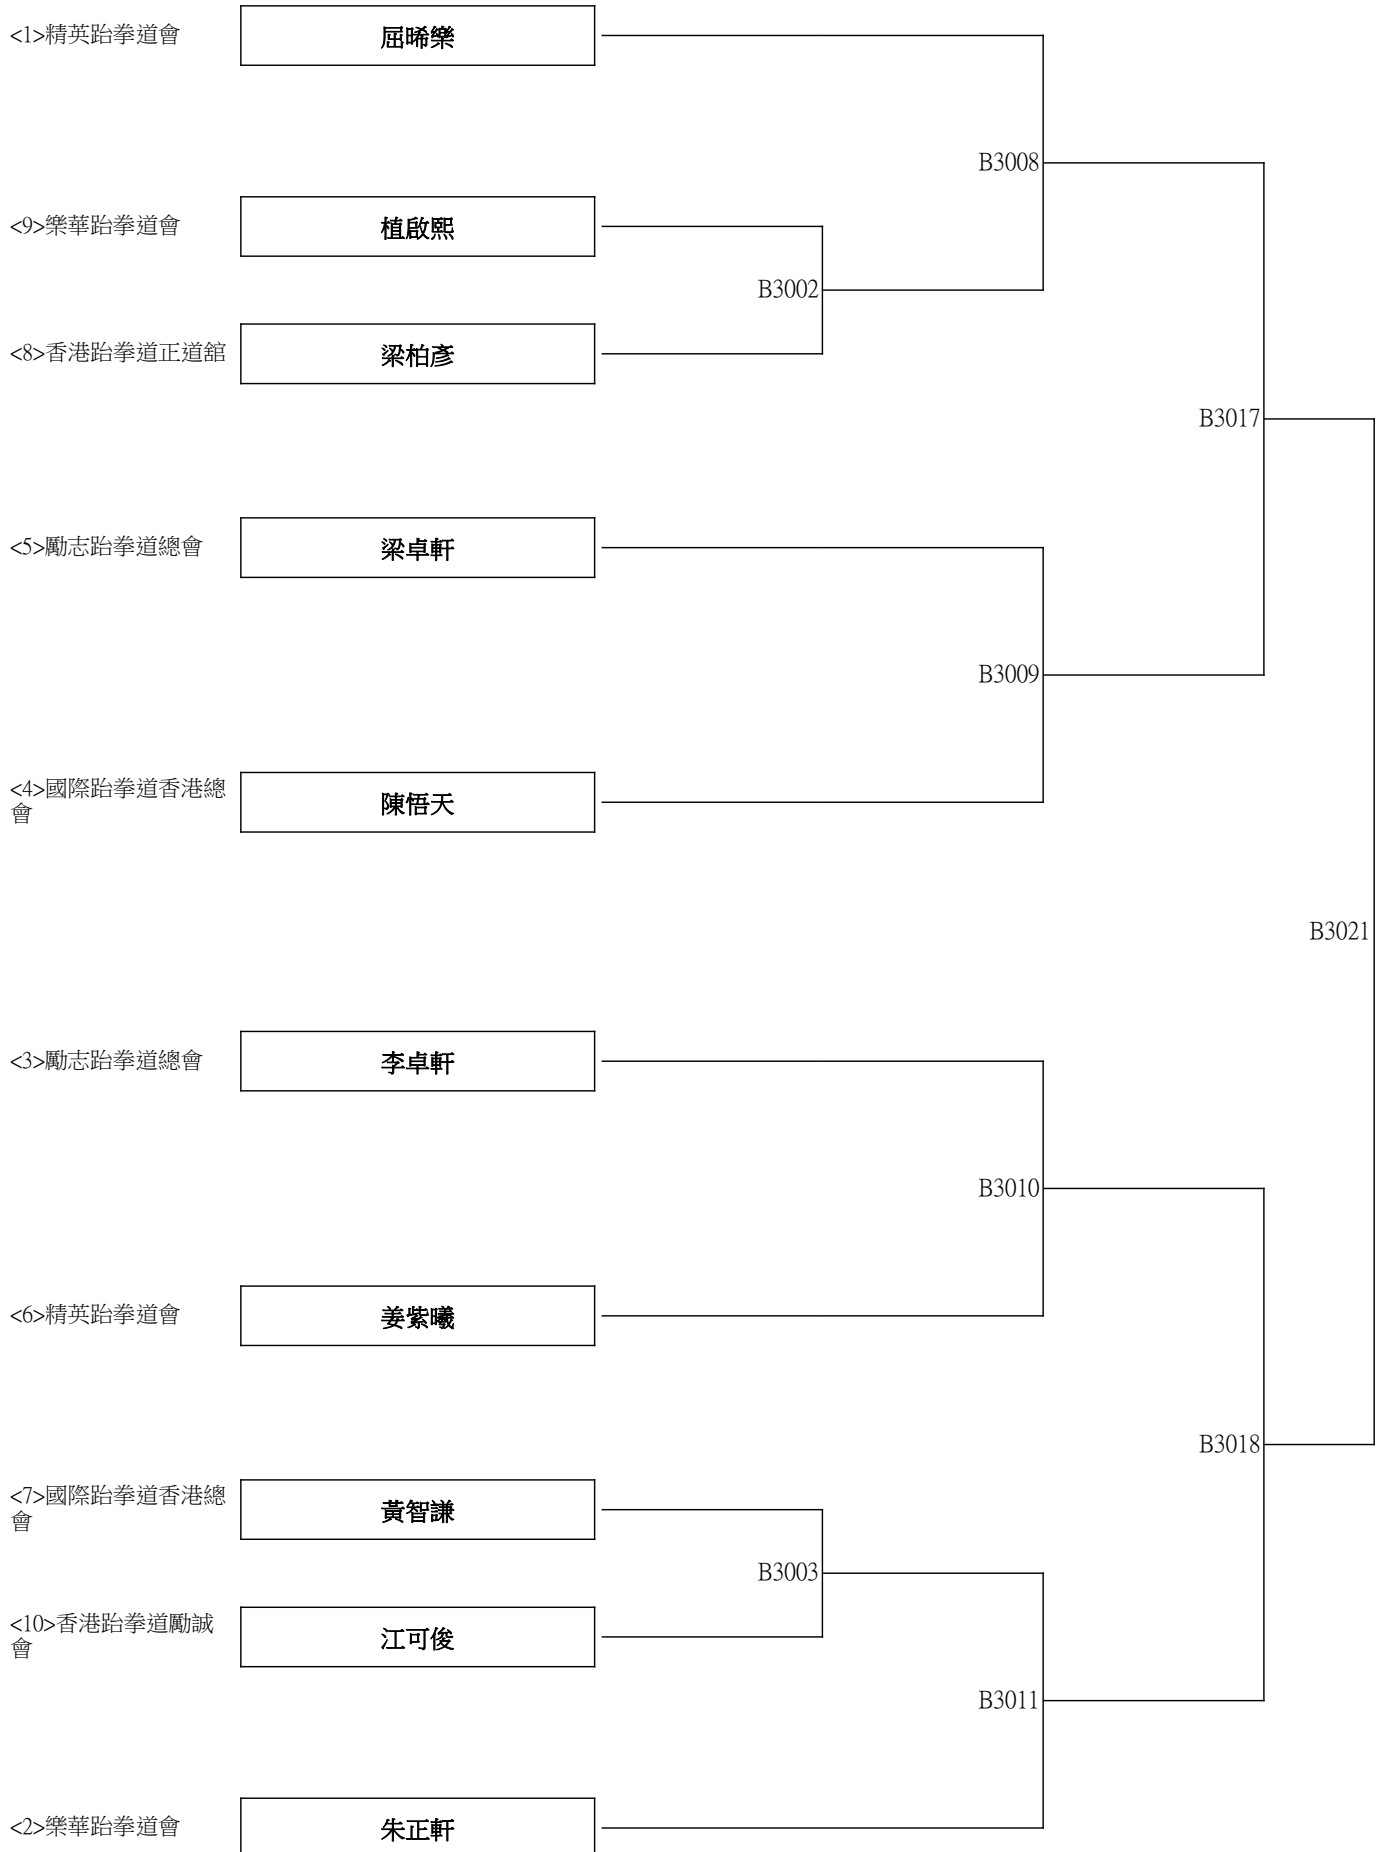 <1>精英跆拳道會
屈晞樂
B3008
<9>樂華跆拳道會
植啟熙
B3002
<8>香港跆拳道正道舘
梁柏彥
B3017
<5>勵志跆拳道總會
梁卓軒
B3009
<4>國際跆拳道香港總
會
陳悟天
B3021
<3>勵志跆拳道總會
李卓軒
B3010
<6>精英跆拳道會
姜紫曦
B3018
<7>國際跆拳道香港總
會
黃智謙
B3003
<10>香港跆拳道勵誠
會
江可俊
B3011
<2>樂華跆拳道會
朱正軒